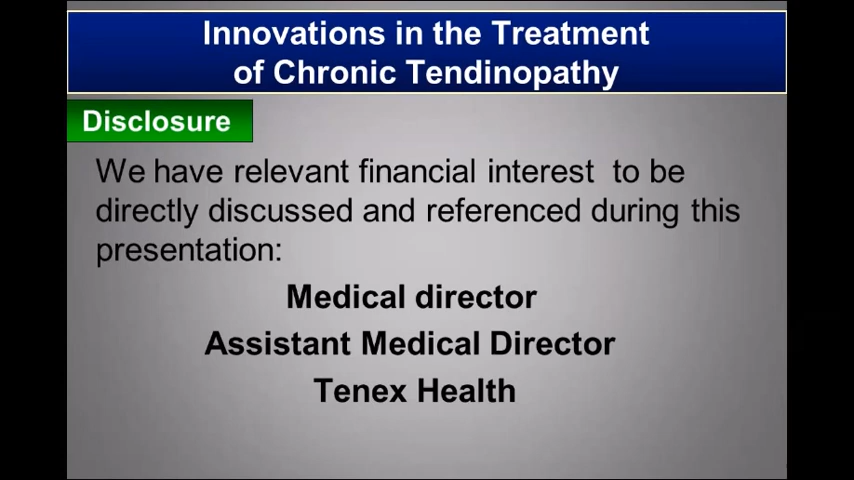 Innovations in the Treatment
of Chronic Tendinopathy
Disclosure
We have relevant financial interest to be
directly discussed and referenced during this
presentation:
Medical director
Assistant Medical Director
Tenex Health